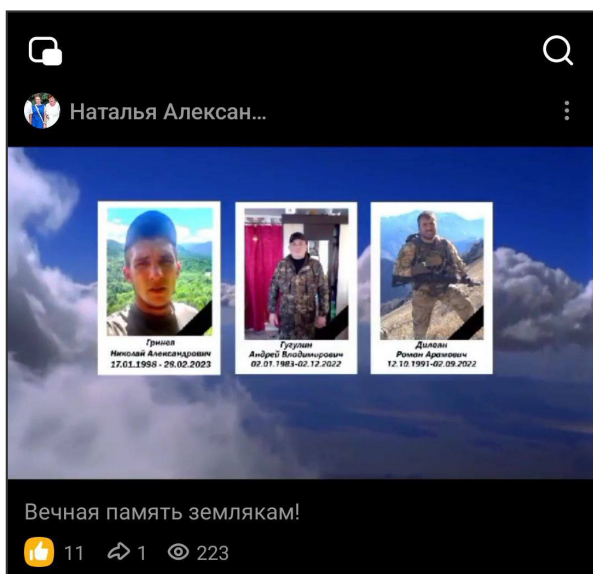 Наталья Алексан...
Гринев
Николай Александрович
17.01.1998 - 28.02.2023
Гугулин
Андрей Владимирович
02.01.1983-02.12.2022
Дилоян
Роман Арамович
12.10.1991-02.09.2022
Вечная память землякам!
11 1 223